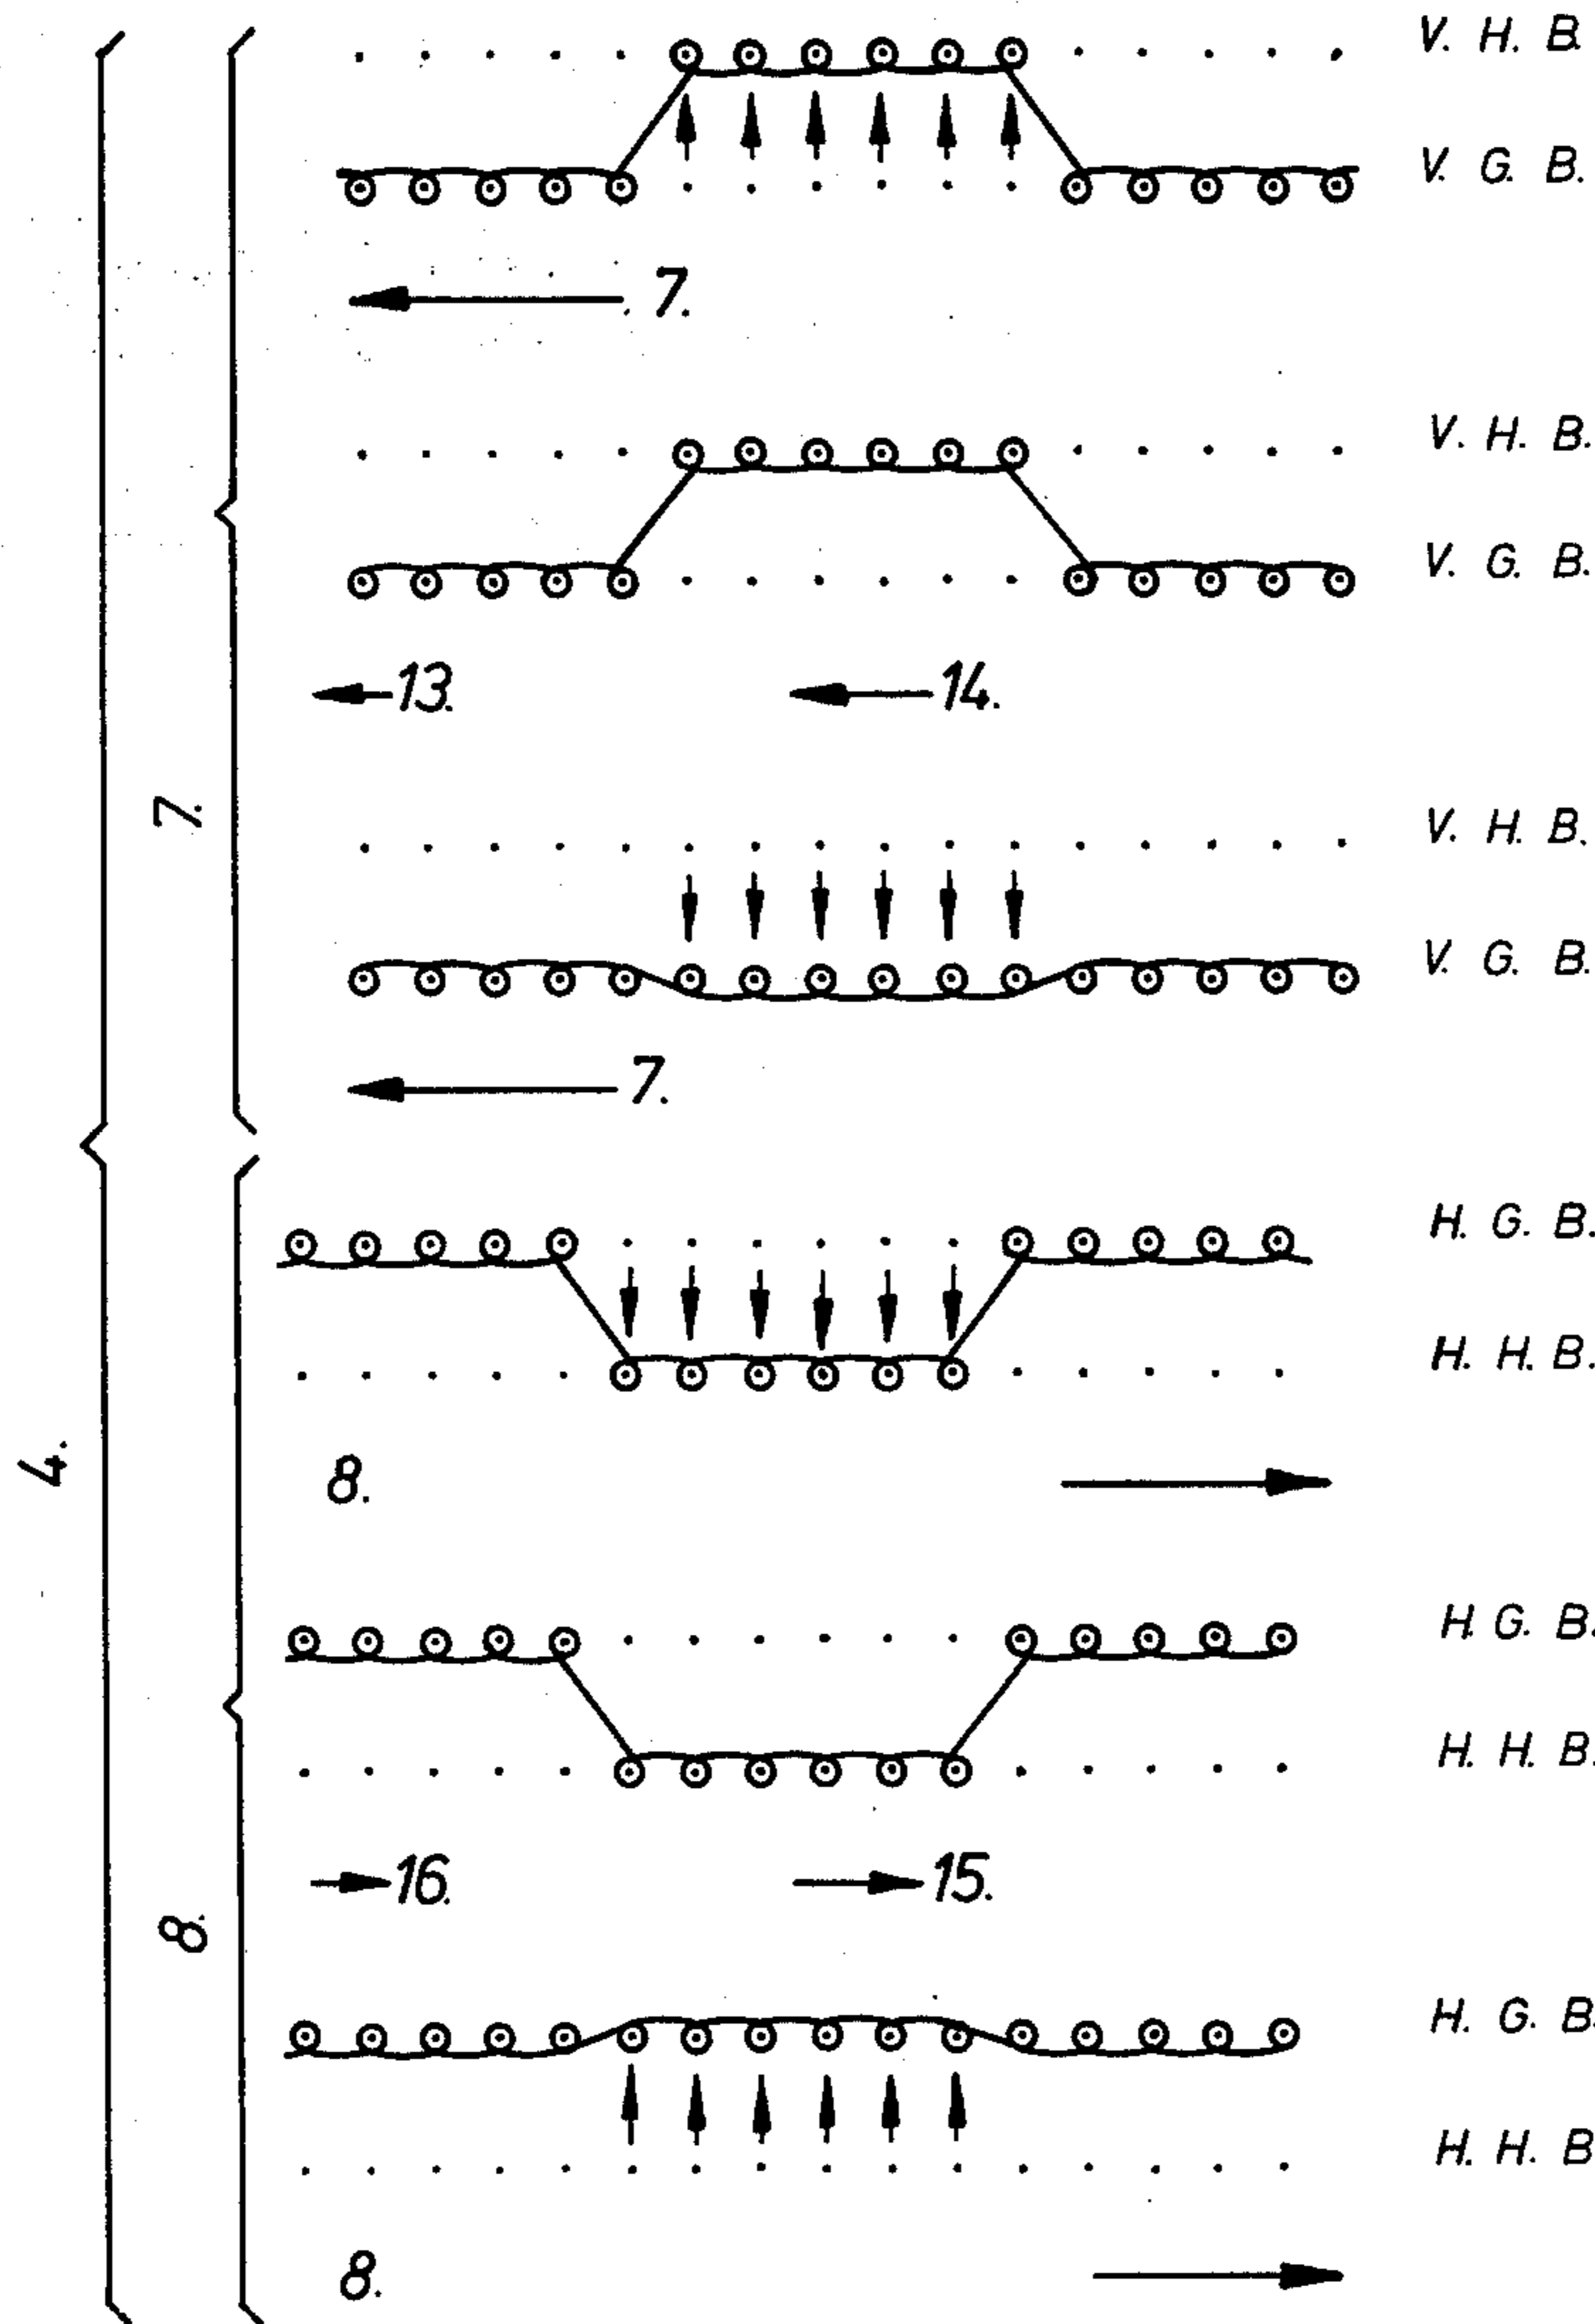 V. H. B.
V. G. B.
7.
V. H. B.
V. G. B.
13.
14.
7.
V. H. B.
V. G. B.
7.
H. G. B.
H. H. B.
4.
8.
H. G. B.
H. H. B.
16.
15.
8.
H. G. B.
H. H. B
8.